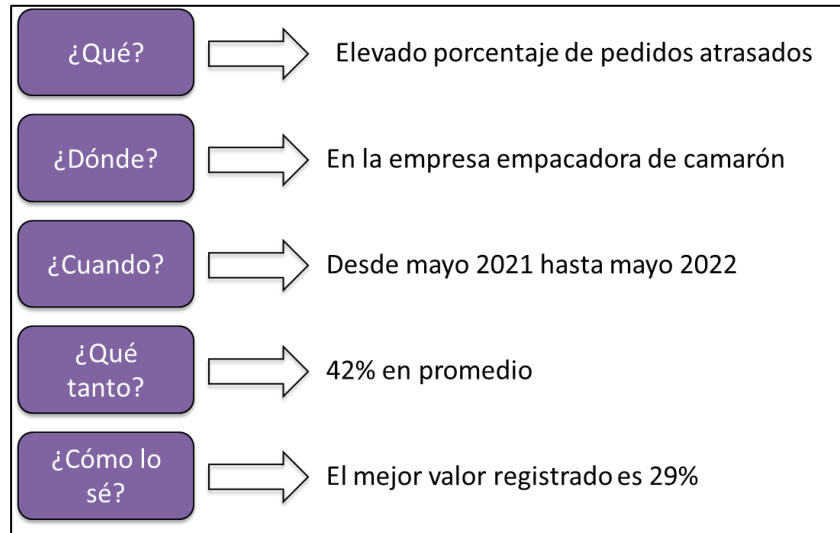 ¿Qué?
Elevado porcentaje de pedidos atrasados
¿Dónde?
En la empresa empacadora de camarón
¿Cuando?
Desde mayo 2021 hasta mayo 2022
¿Qué
tanto?
42% en promedio
¿Cómo lo
sé?
El mejor valor registrado es 29%